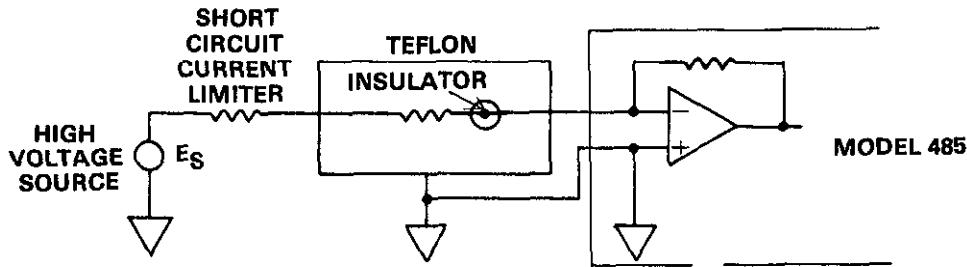 SHORT
CIRCUIT
CURRENT
LIMITER
TEFLON
INSULATOR
HIGH
VOLTAGE
SOURCE
ES
−
+
MODEL 485